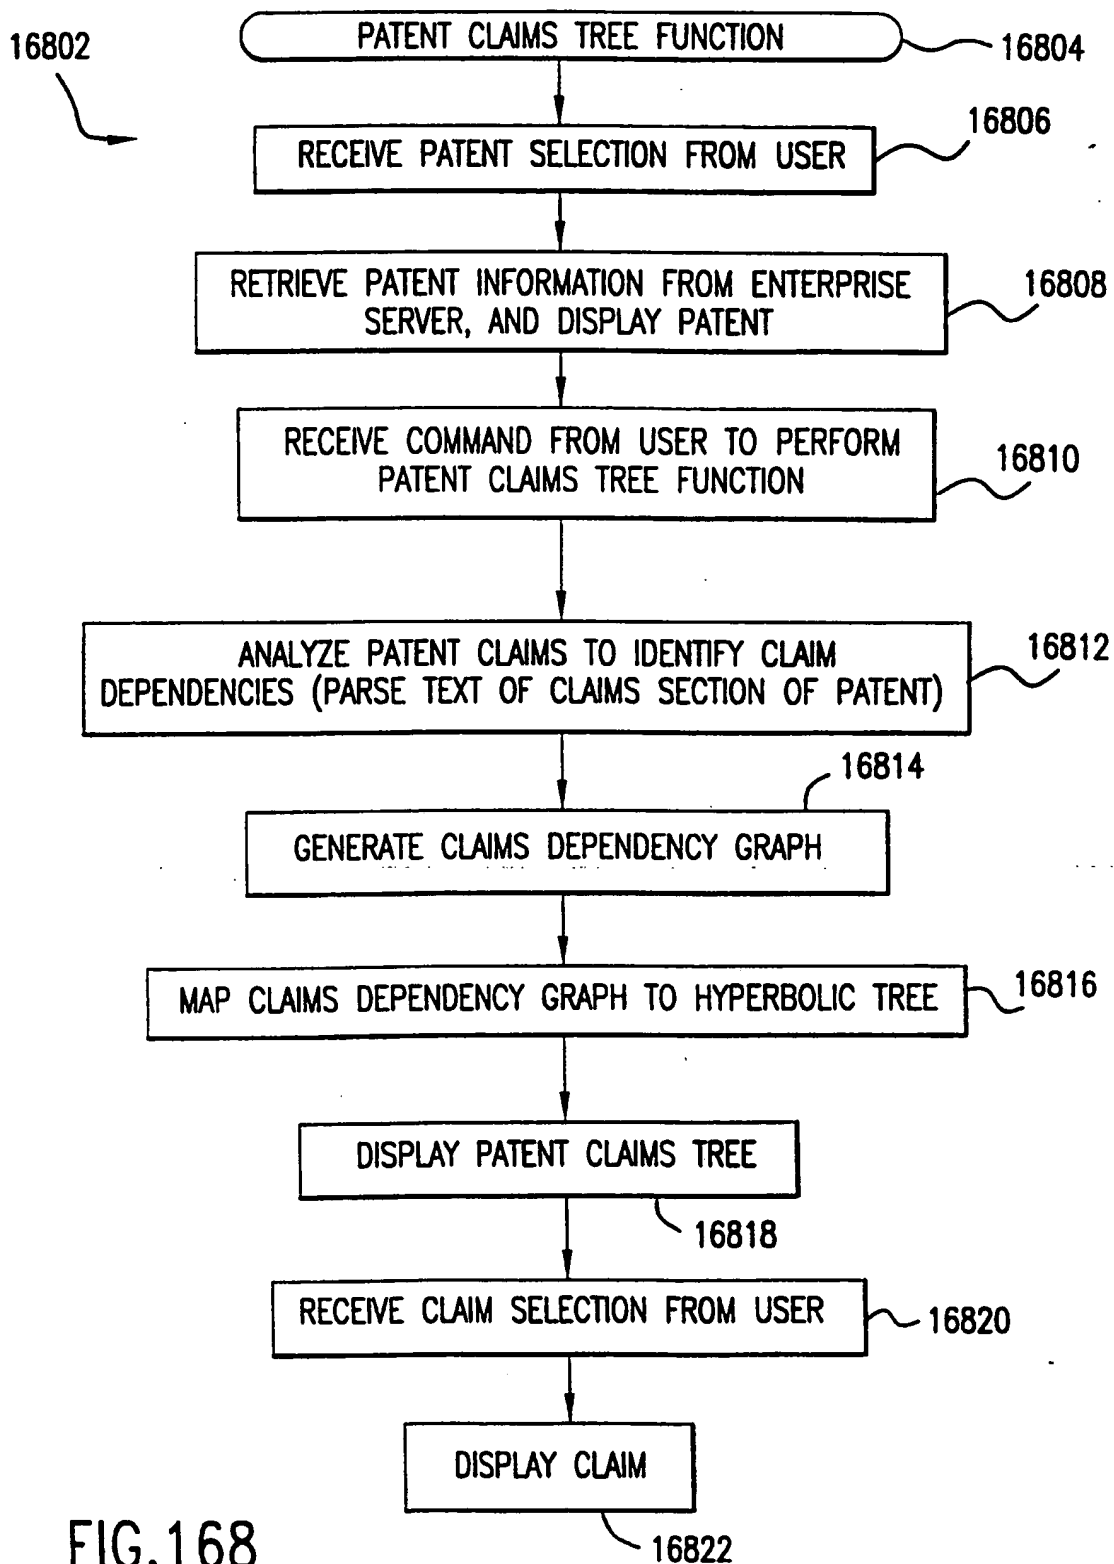 16802
PATENT CLAIMS TREE FUNCTION
16804
16806
RECEIVE PATENT SELECTION FROM USER
RETRIEVE PATENT INFORMATION FROM ENTERPRISE
SERVER, AND DISPLAY PATENT
16808
RECEIVE COMMAND FROM USER TO PERFORM
PATENT CLAIMS TREE FUNCTION
16810
ANALYZE PATENT CLAIMS TO IDENTIFY CLAIM
DEPENDENCIES (PARSE TEXT OF CLAIMS SECTION OF PATENT)
16812
16814
GENERATE CLAIMS DEPENDENCY GRAPH
MAP CLAIMS DEPENDENCY GRAPH TO HYPERBOLIC TREE
16816
DISPLAY PATENT CLAIMS TREE
16818
RECEIVE CLAIM SELECTION FROM USER
16820
DISPLAY CLAIM
16822
FIG.168